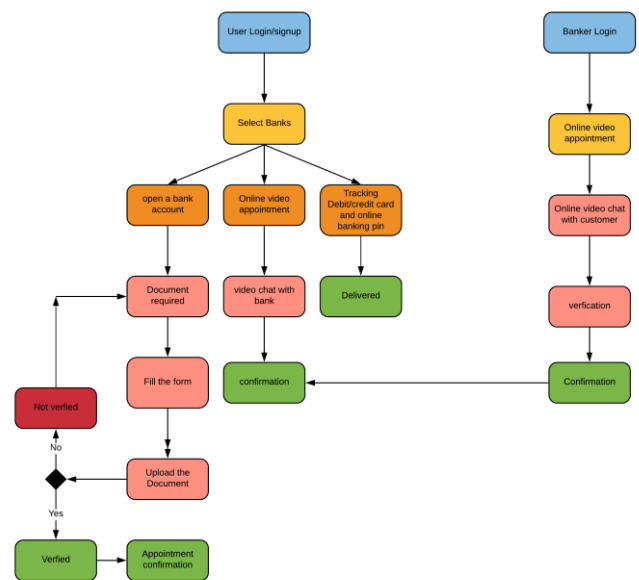 User Login/signup
Banker Login
Select Banks
Online video
appointment
open a bank
account
Online video
appointment
Tracking
Debit/credit card
and online
banking pin
Online video chat
with customer
Document
required
video chat with
bank
Delivered
verfication
Fill the form
confirmation
Confirmation
Not verfied
No
Upload the
Document
Yes
Verfied
Appointment
confirmation